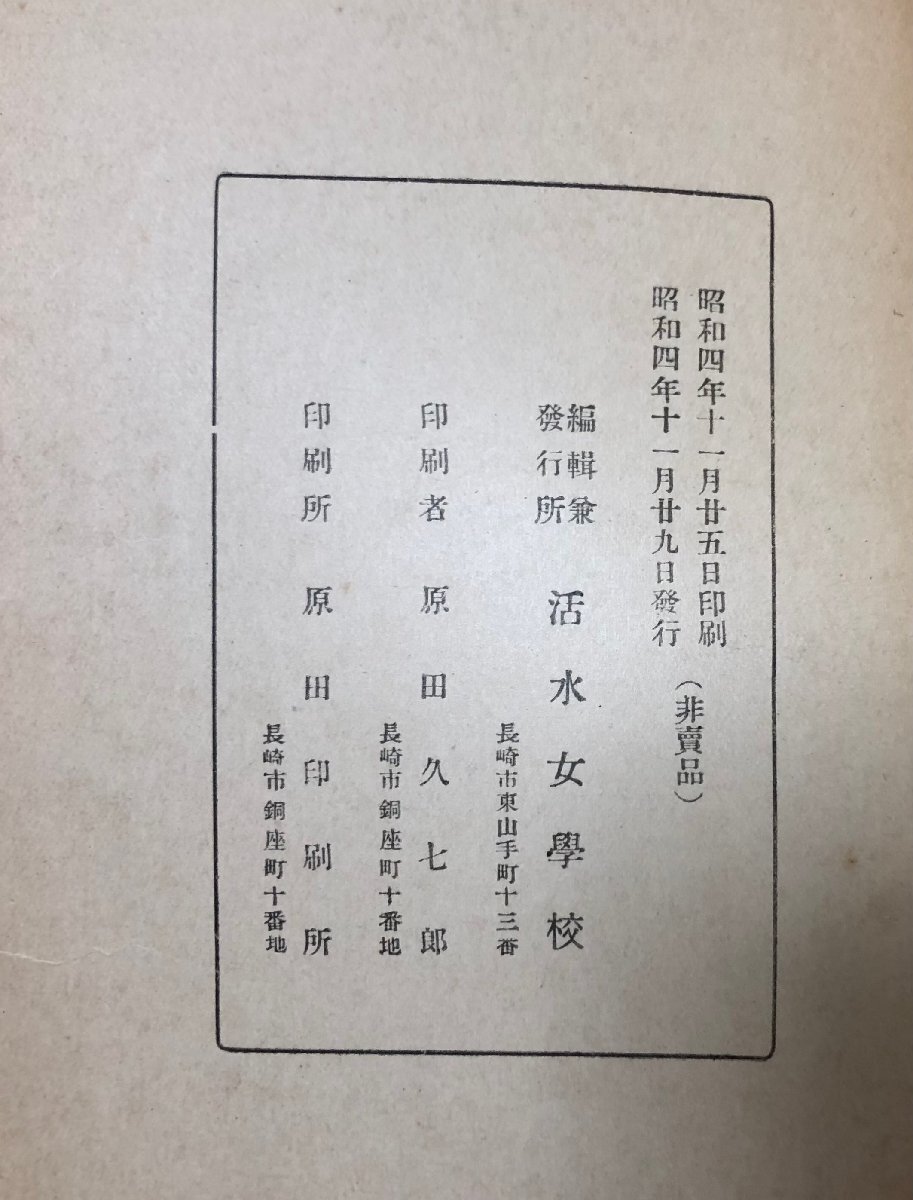 昭和四年十一月廿五日印刷
昭和四年十一月廿九日發行
（非賣品）
編輯兼
發行所
活水女學校
長崎市東山手町十三番
印刷者 原田久七郎
長崎市銅座町十番地
印刷所 原田印刷所
長崎市銅座町十番地